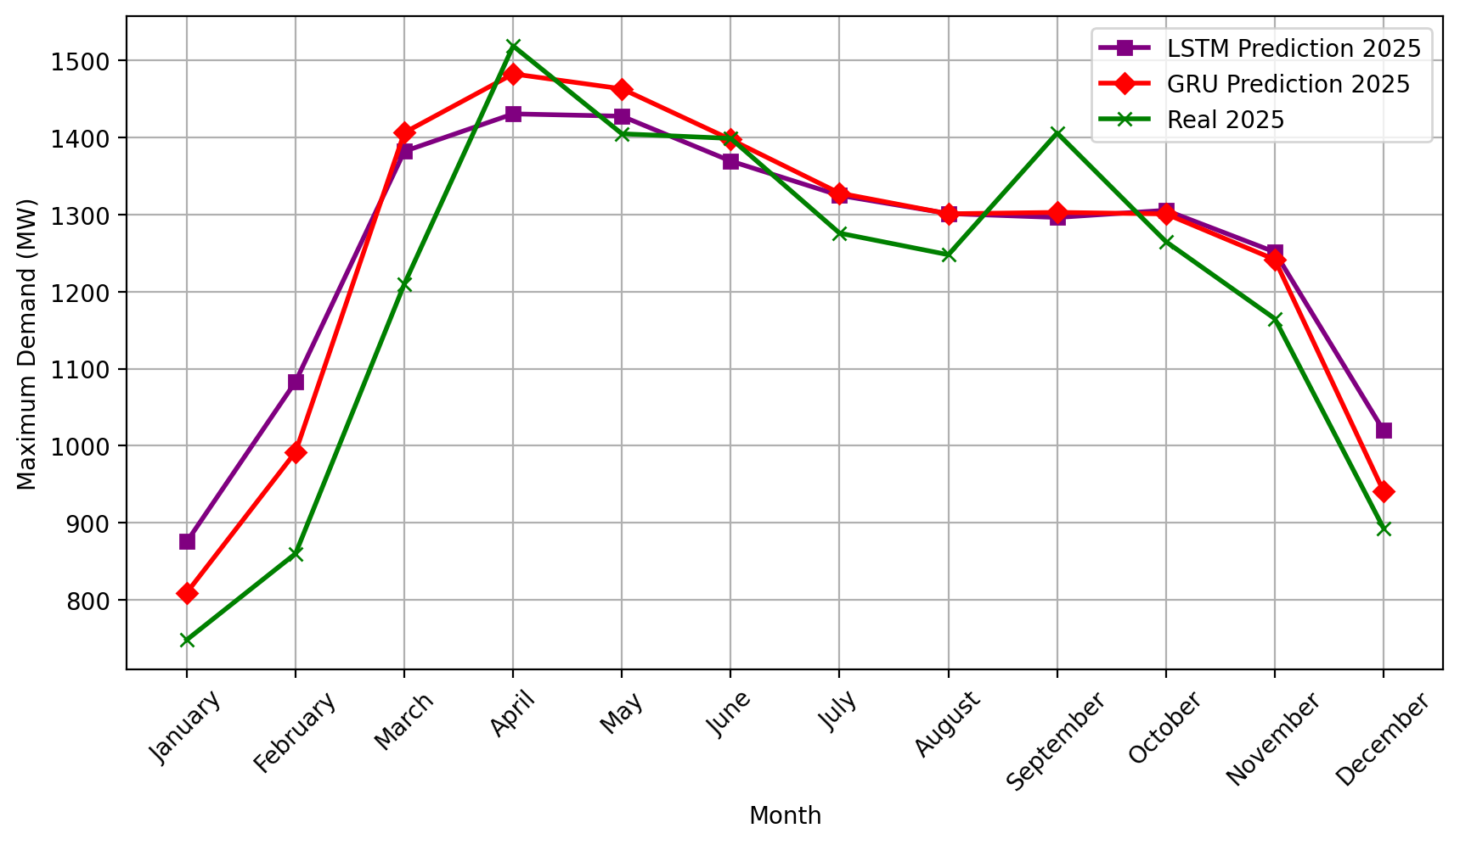 LSTM Prediction 2025
GRU Prediction 2025
Real 2025
Maximum Demand (MW)
1500
1400
1300
1200
1100
1000
900
800
January
February
March
April
May
June
July
August
September
October
November
December
Month